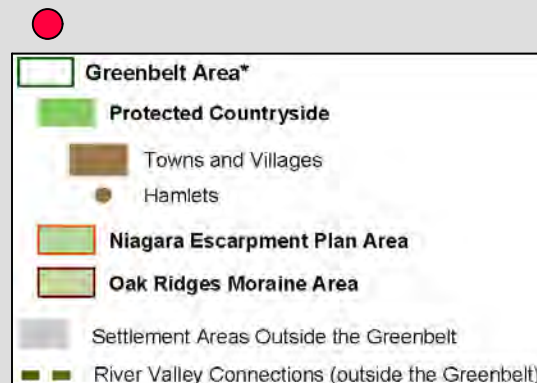 Greenbelt Area*
Protected Countryside
Towns and Villages
Hamlets
Niagara Escarpment Plan Area
Oak Ridges Moraine Area
Settlement Areas Outside the Greenbelt
River Valley Connections (outside the Greenbelt)